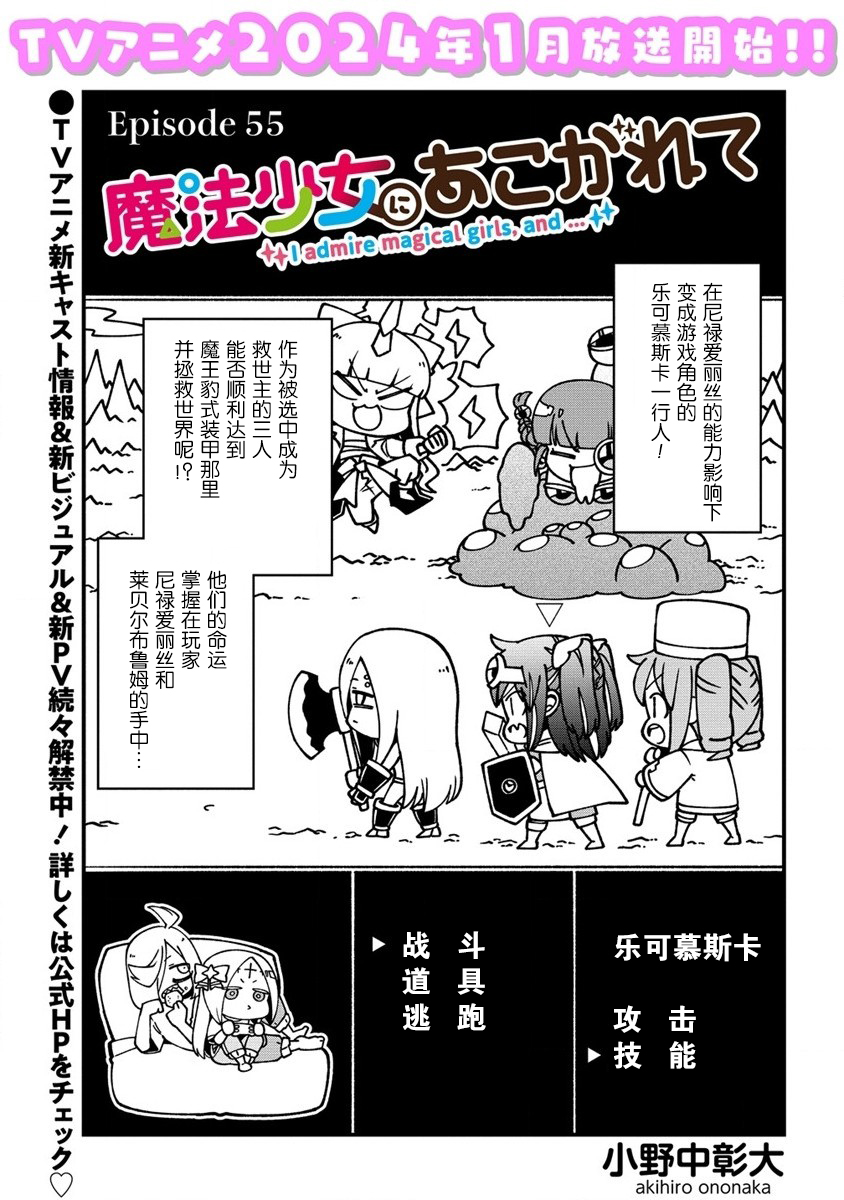 TVアニメ2024年1月放送開始!!
●TVアニメ新キャスト情報&新ビジュアル&新PV続々解禁中！詳しくは公式HPをチェック♡
Episode 55
魔法少女にあこがれて
I admire magical girls, and ...
在尼禄爱丽丝的能力影响下
变成游戏角色的
乐可慕斯卡一行人！
作为被选中成为
救世主的三人
能否顺利达到
魔王豹式装甲那里
并拯救世界呢!?
他们的命运
掌握在玩家
尼禄爱丽丝和
莱贝尔布鲁姆的手中…
▶ 战斗
道具
逃跑
乐可慕斯卡
攻击
▶ 技能
小野中彰大
akihiro ononaka